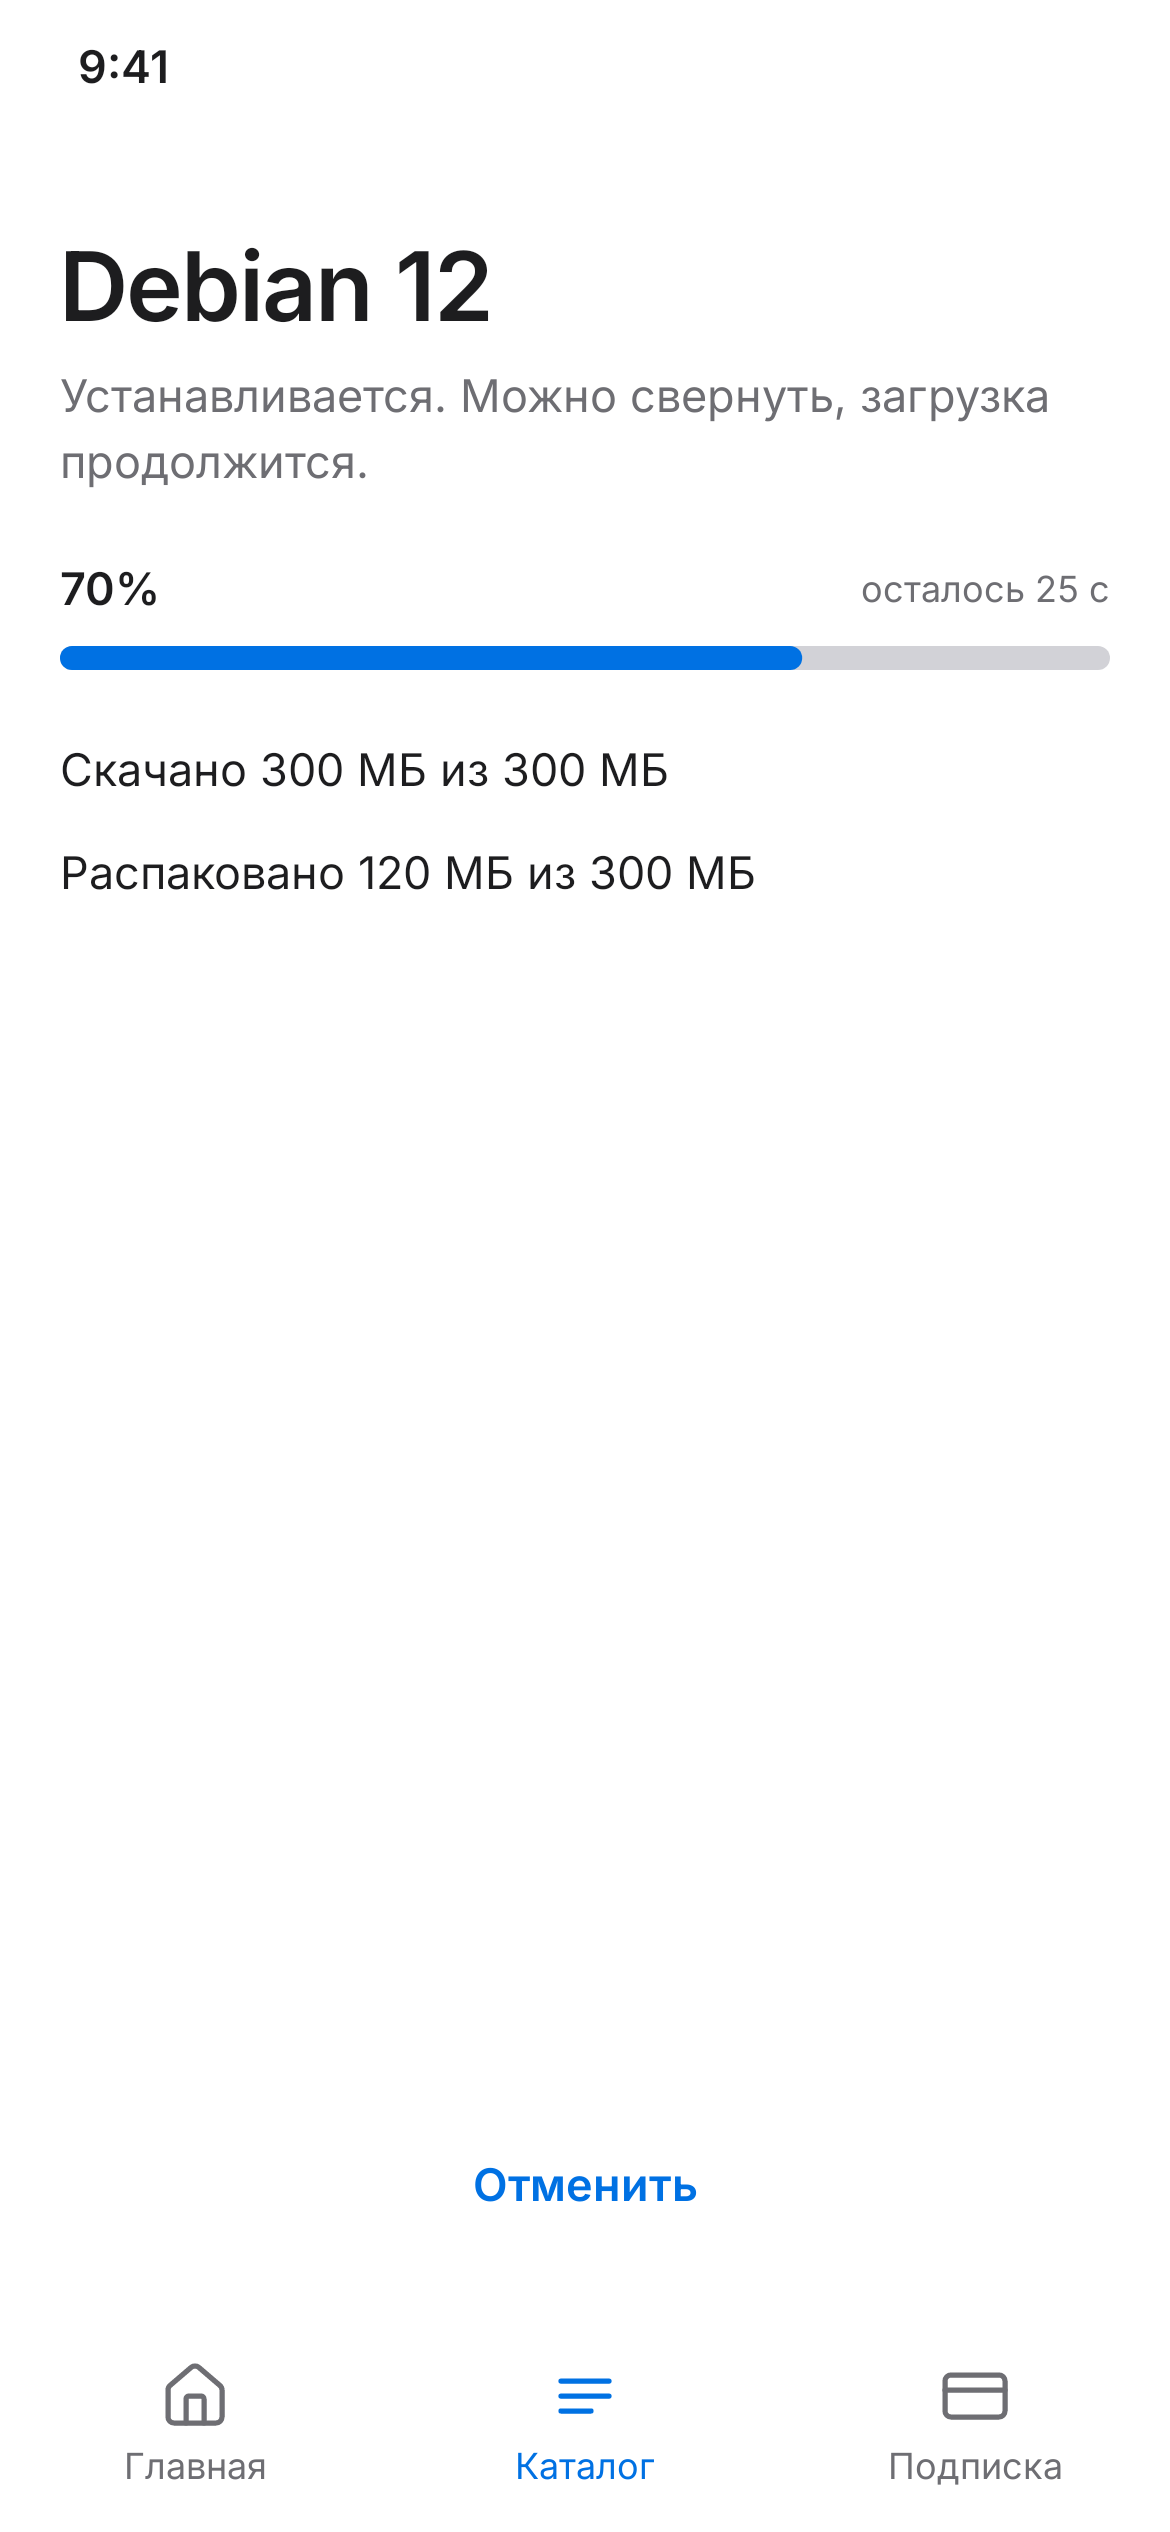 9:41
Debian 12
Устанавливается. Можно свернуть, загрузка
продолжится.
70%
осталось 25 с
Скачано 300 МБ из 300 МБ
Распаковано 120 МБ из 300 МБ
Отменить
Главная
Каталог
Подписка